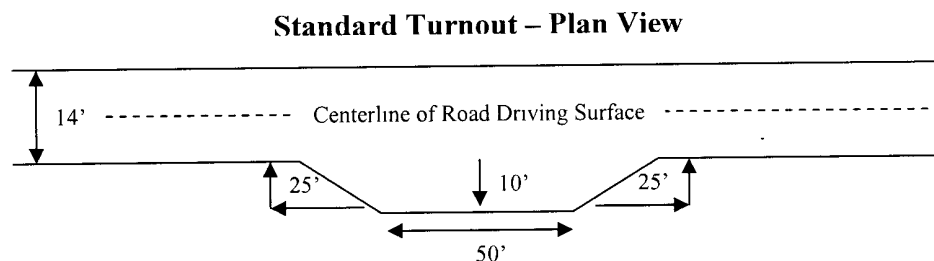 Standard Turnout – Plan View
14’
Centerline of Road Driving Surface
25’
10’
25’
50’